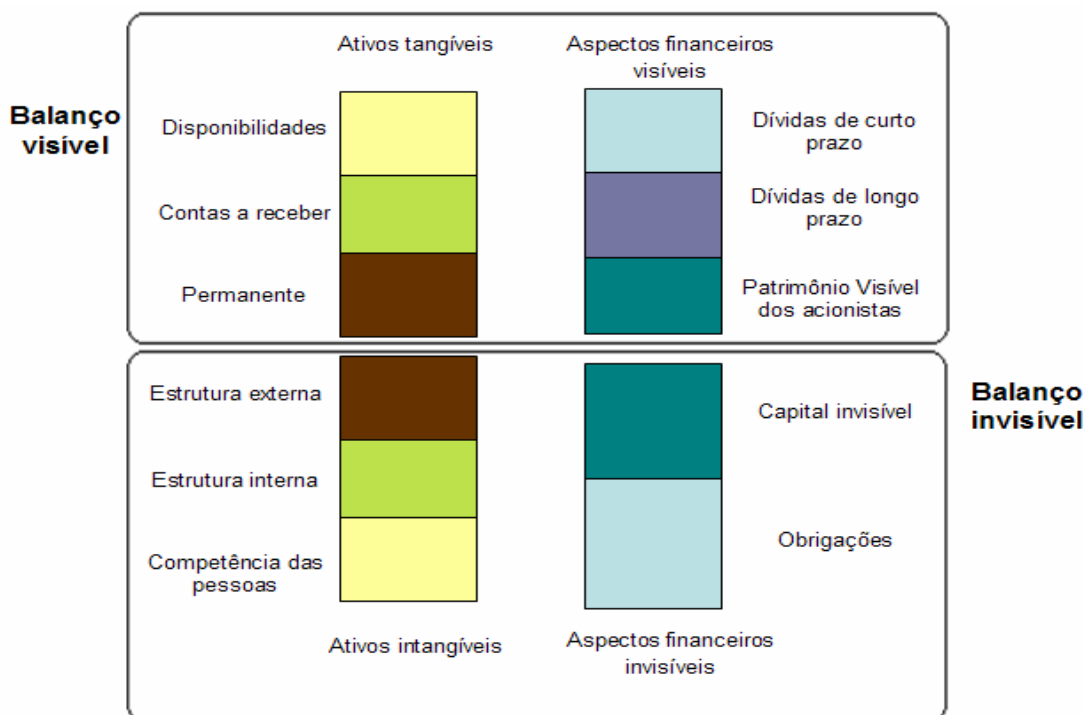 Ativos tangíveis
Aspectos financeiros
visíveis
Balanço
visível
Disponibilidades
Dívidas de curto
prazo
Contas a receber
Dívidas de longo
prazo
Permanente
Patrimônio Visível
dos acionistas
Estrutura externa
Capital invisível
Balanço
invisível
Estrutura interna
Obrigações
Competência das
pessoas
Ativos intangíveis
Aspectos financeiros
invisíveis